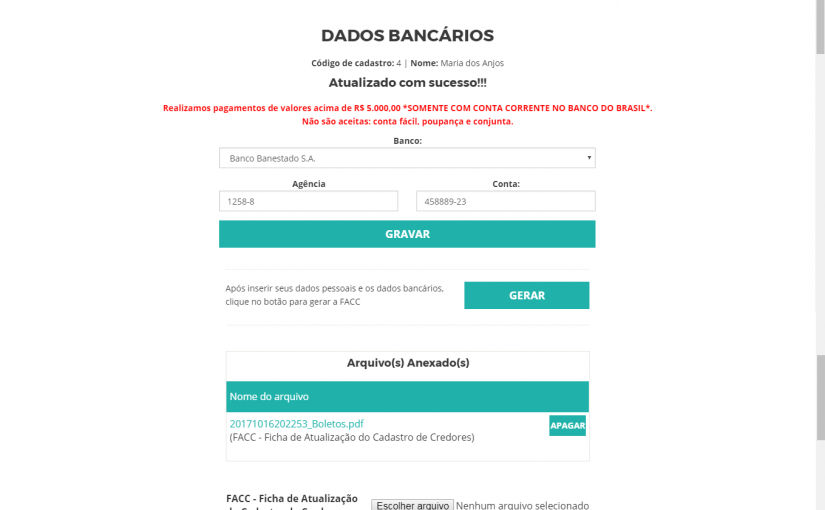 DADOS BANCÁRIOS
Código de cadastro: 4 | Nome: Maria dos Anjos
Atualizado com sucesso!!!
Realizamos pagamentos de valores acima de R$ 5.000,00 *SOMENTE COM CONTA CORRENTE NO BANCO DO BRASIL*.
Não são aceitas: conta fácil, poupança e conjunta.
Banco:
Banco Banestado S.A.
Agência
Conta:
1258-8
458889-23
GRAVAR
Após inserir seus dados pessoais e os dados bancários,
clique no botão para gerar a FACC
GERAR
Arquivo(s) Anexado(s)
Nome do arquivo
20171016202253_Boletos.pdf
(FACC - Ficha de Atualização do Cadastro de Credores)
APAGAR
FACC - Ficha de Atualização
Escolher arquivo Nenhum arquivo selecionado